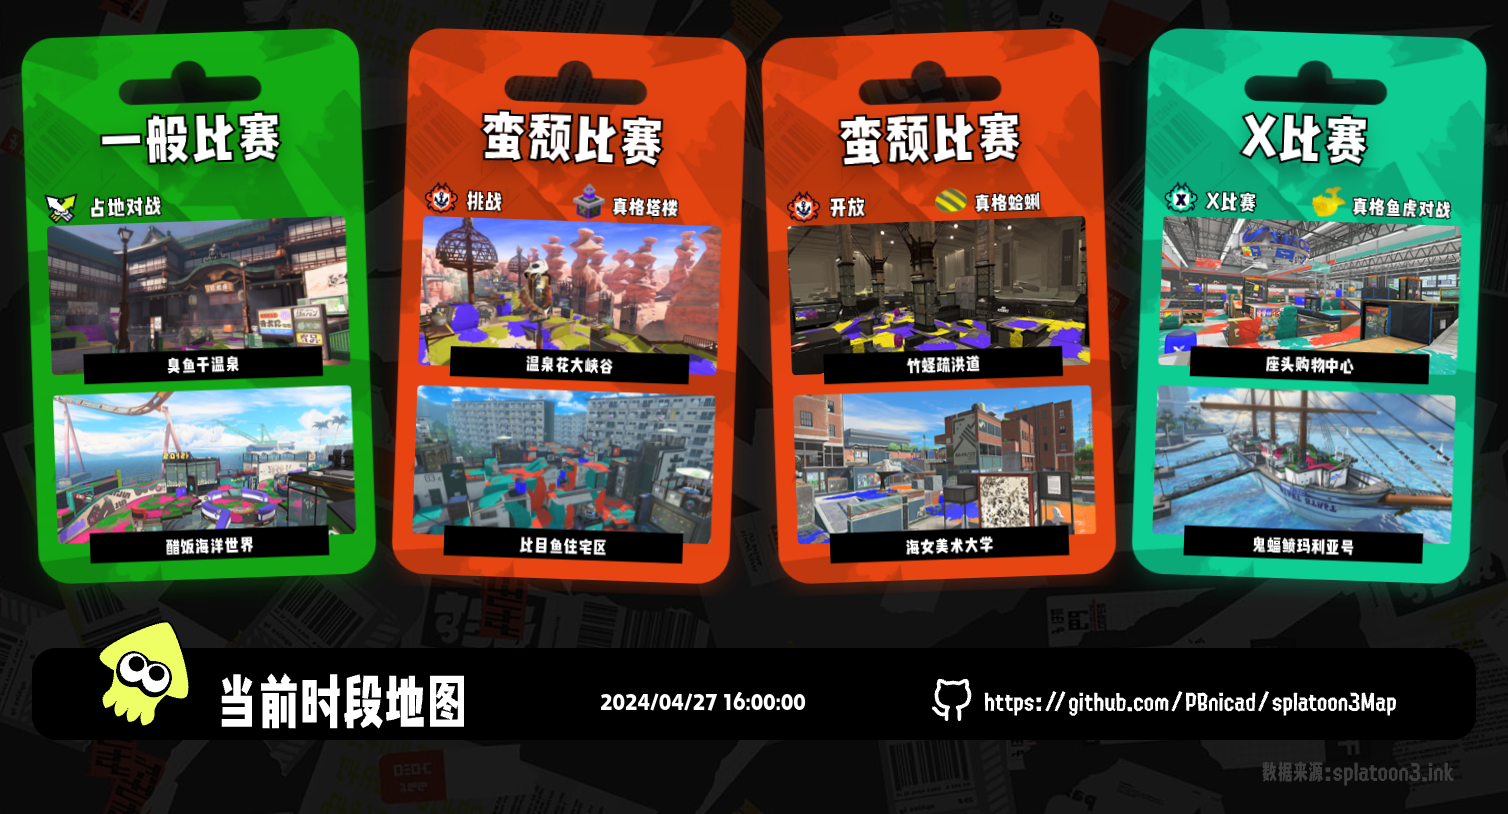 一般比赛
占地对战
臭鱼干温泉
醋饭海洋世界
蛮颓比赛
挑战
真格塔楼
温泉花大峡谷
比目鱼住宅区
蛮颓比赛
开放
真格蛤蜊
竹蛏疏洪道
海女美术大学
X比赛
X比赛
真格鱼虎对战
座头购物中心
鬼蝠鲼玛利亚号
当前时段地图
2024/04/27 16:00:00
https://github.com/PBnicad/splatoon3Map
数据来源:splatoon3.ink